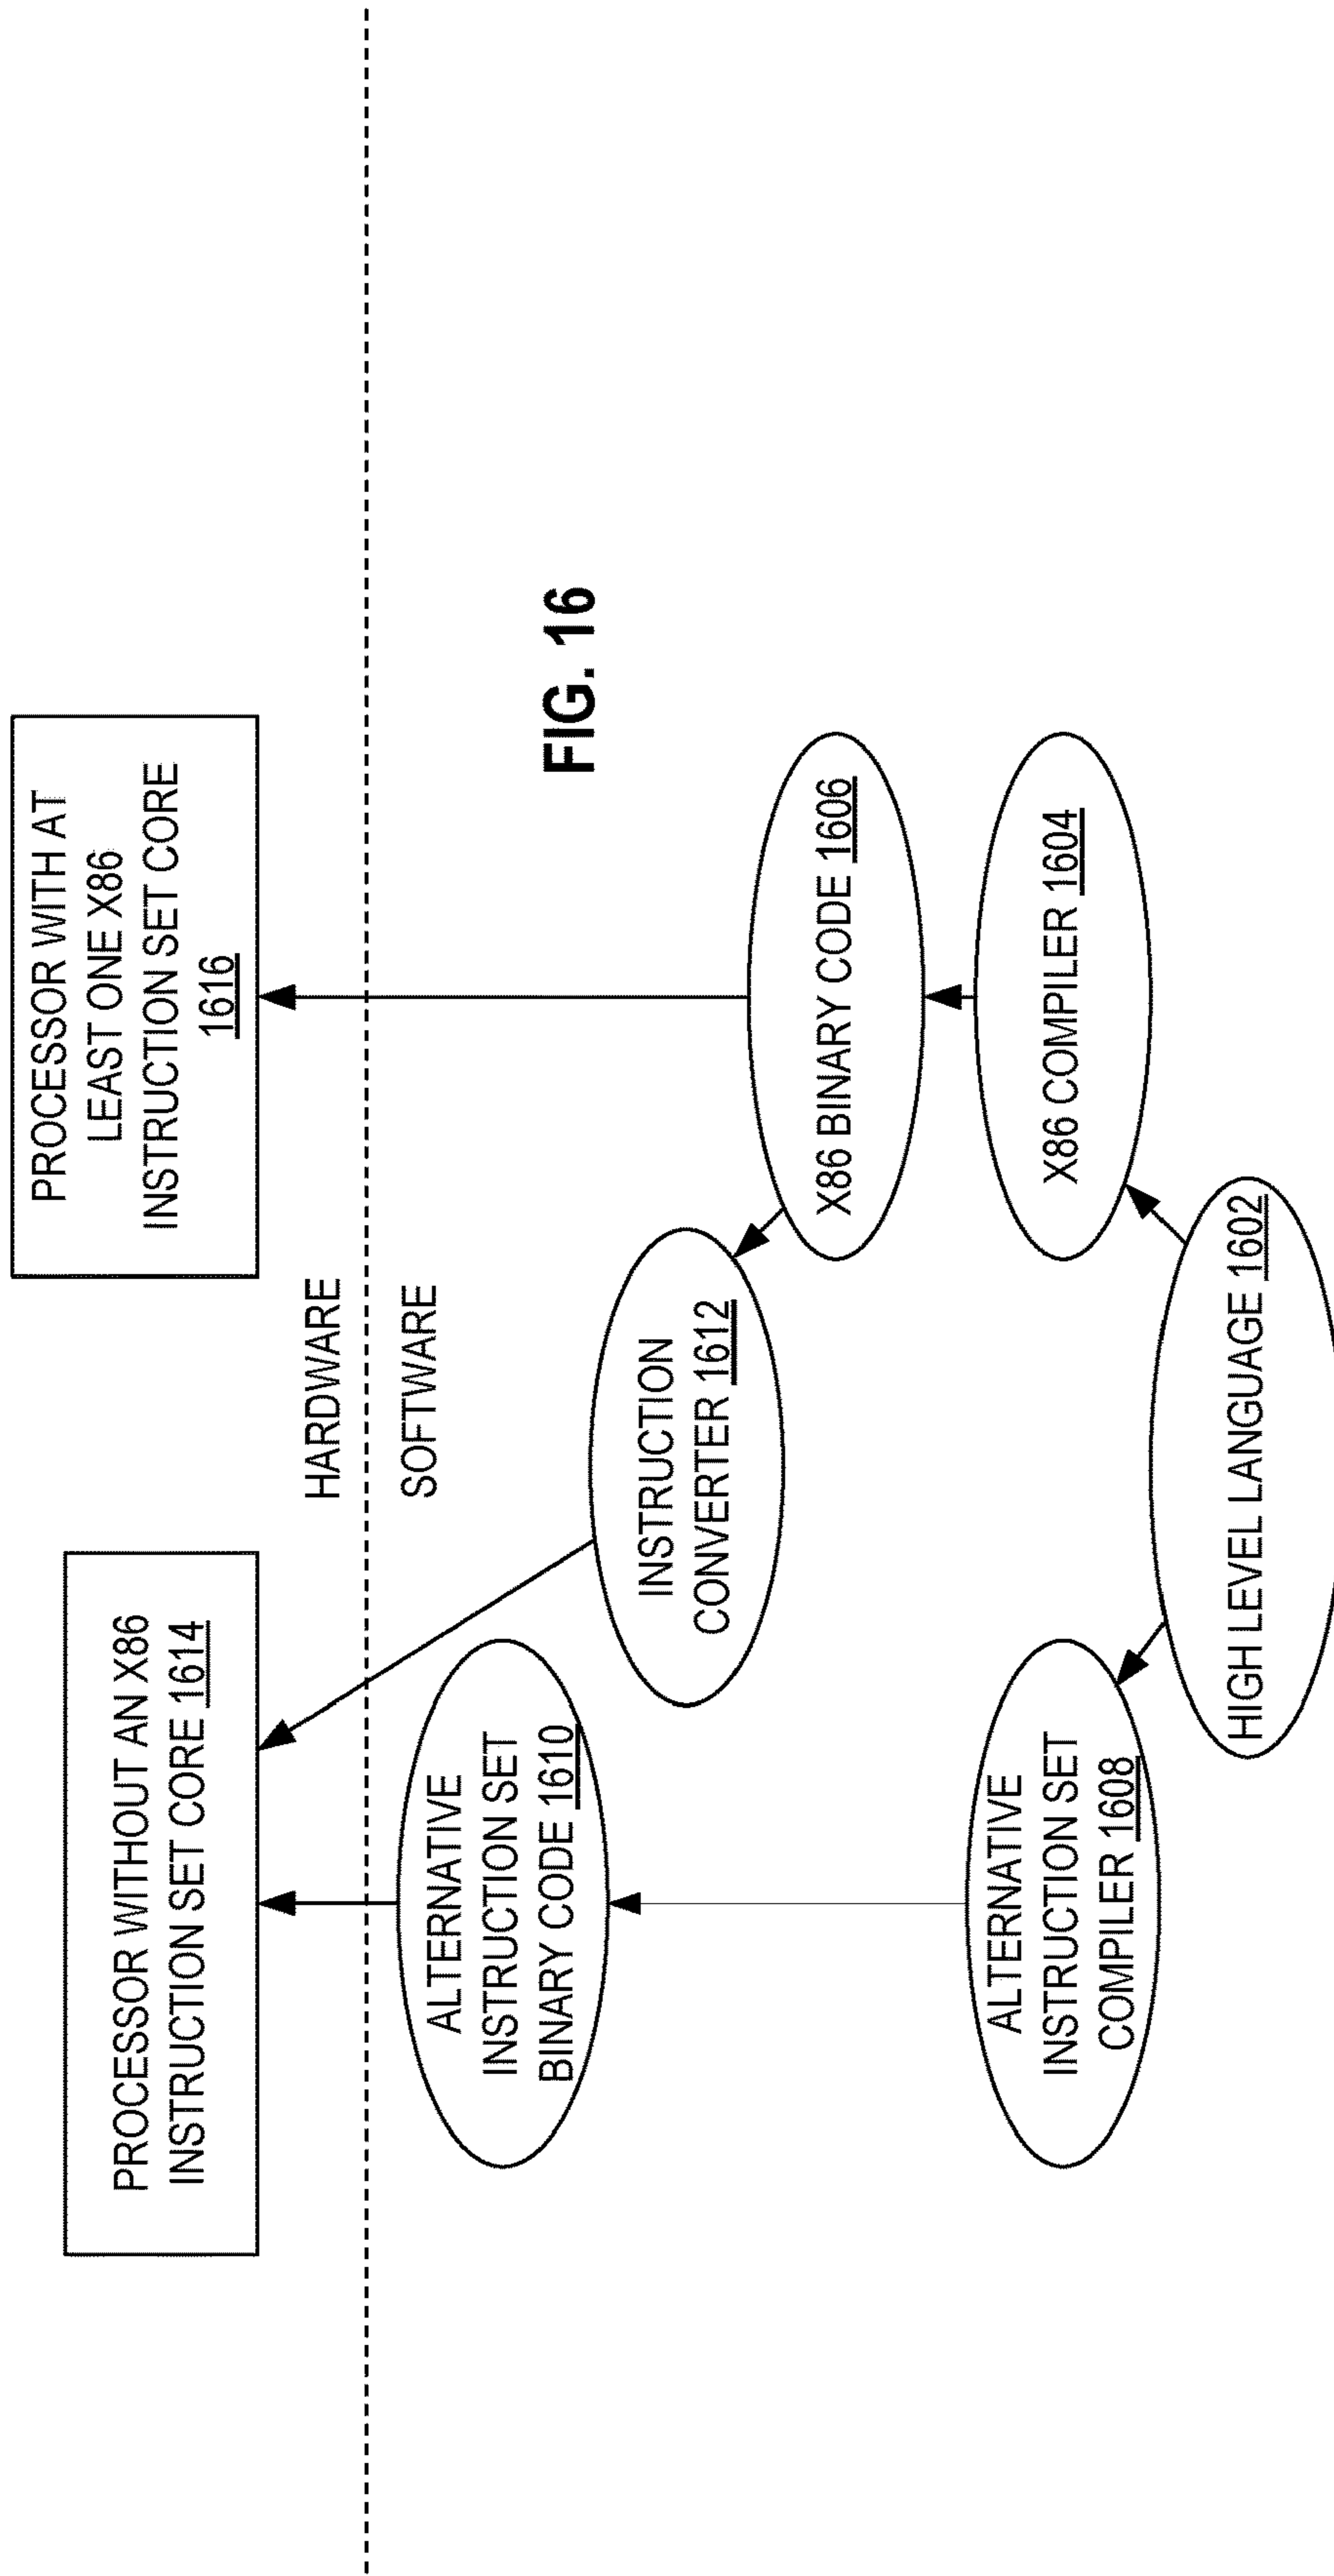 PROCESSOR WITHOUT AN X86
INSTRUCTION SET CORE 1614
PROCESSOR WITH AT
LEAST ONE X86
INSTRUCTION SET CORE
1616
HARDWARE
SOFTWARE
ALTERNATIVE
INSTRUCTION SET
BINARY CODE 1610
INSTRUCTION
CONVERTER 1612
FIG. 16
X86 BINARY CODE 1606
ALTERNATIVE
INSTRUCTION SET
COMPILER 1608
X86 COMPILER 1604
HIGH LEVEL LANGUAGE 1602